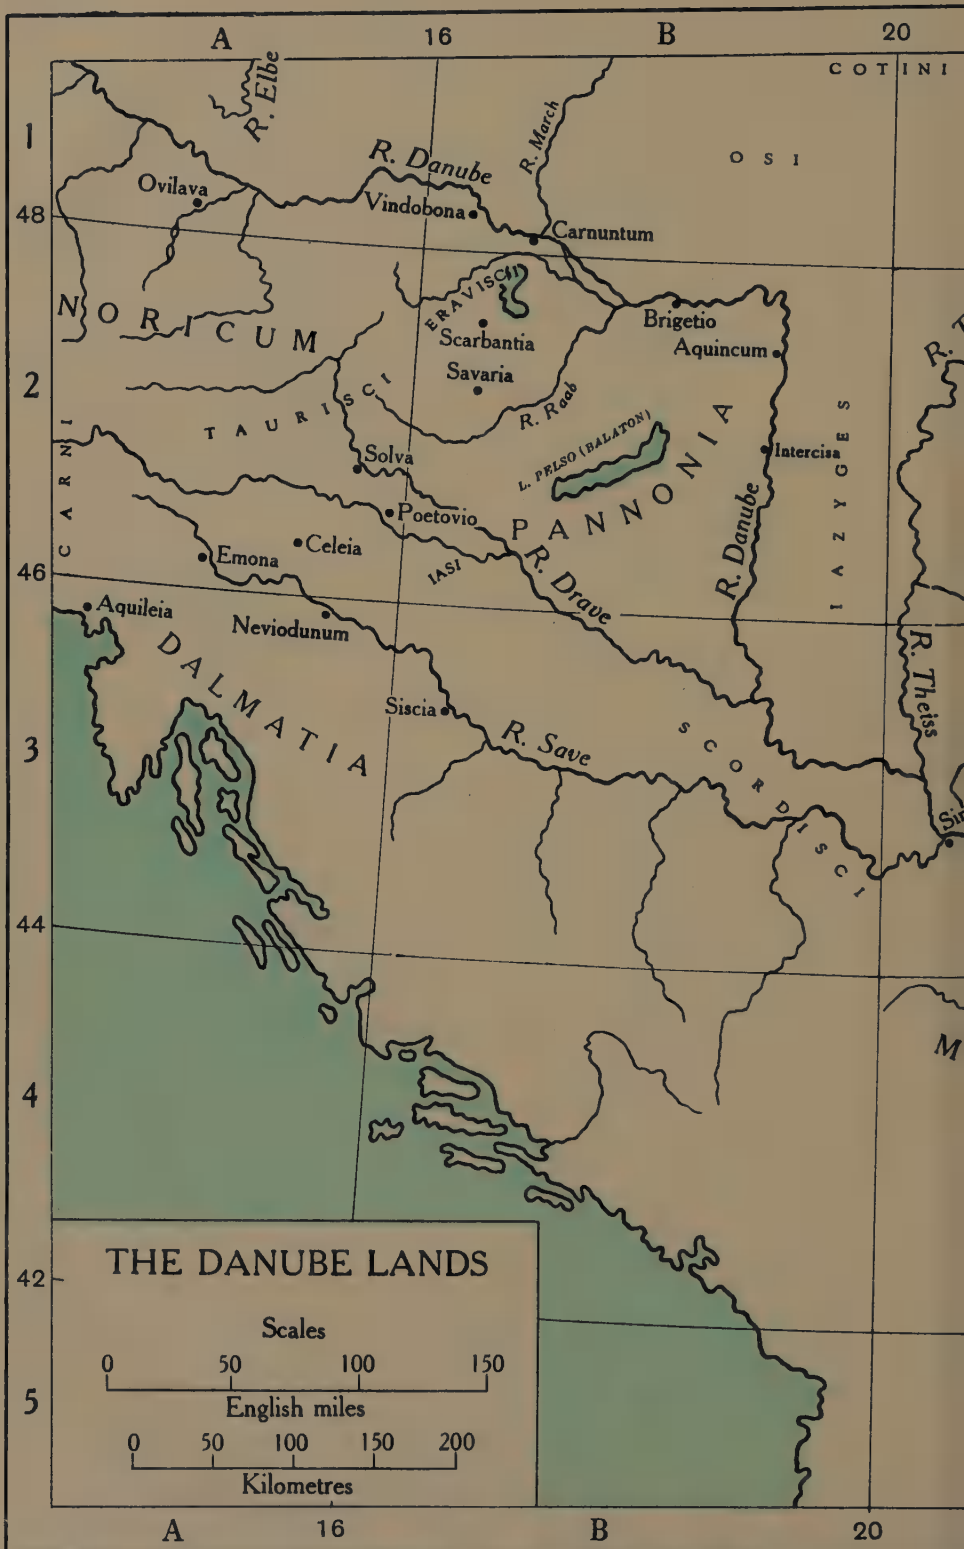 A 16 B 20
COTINI
R. Elbe
1
R. March
OSI
R. Danube
Ovilava
Vindobona
48
Carnuntum
ERAVISCI
NORICUM
Brigetio
Scarbantia
Aquincum
R. T
2
Savaria
TAURISCI
R. Raab
L. PELSO (BALATON)
PANNONIA
IAZYGES
CARNI
Solva
Intercisa
Poetovio
R. Danube
Celeia
Emona
IASI
R. Drave
46
Aquileia
Neviodunum
DALMATIA
R. Theiss
Siscia
R. Save
SCORDISCI
3
Sin
44
M
4
THE DANUBE LANDS
42
Scales
0 50 100 150
English miles
5
0 50 100 150 200
Kilometres
A 16 B 20